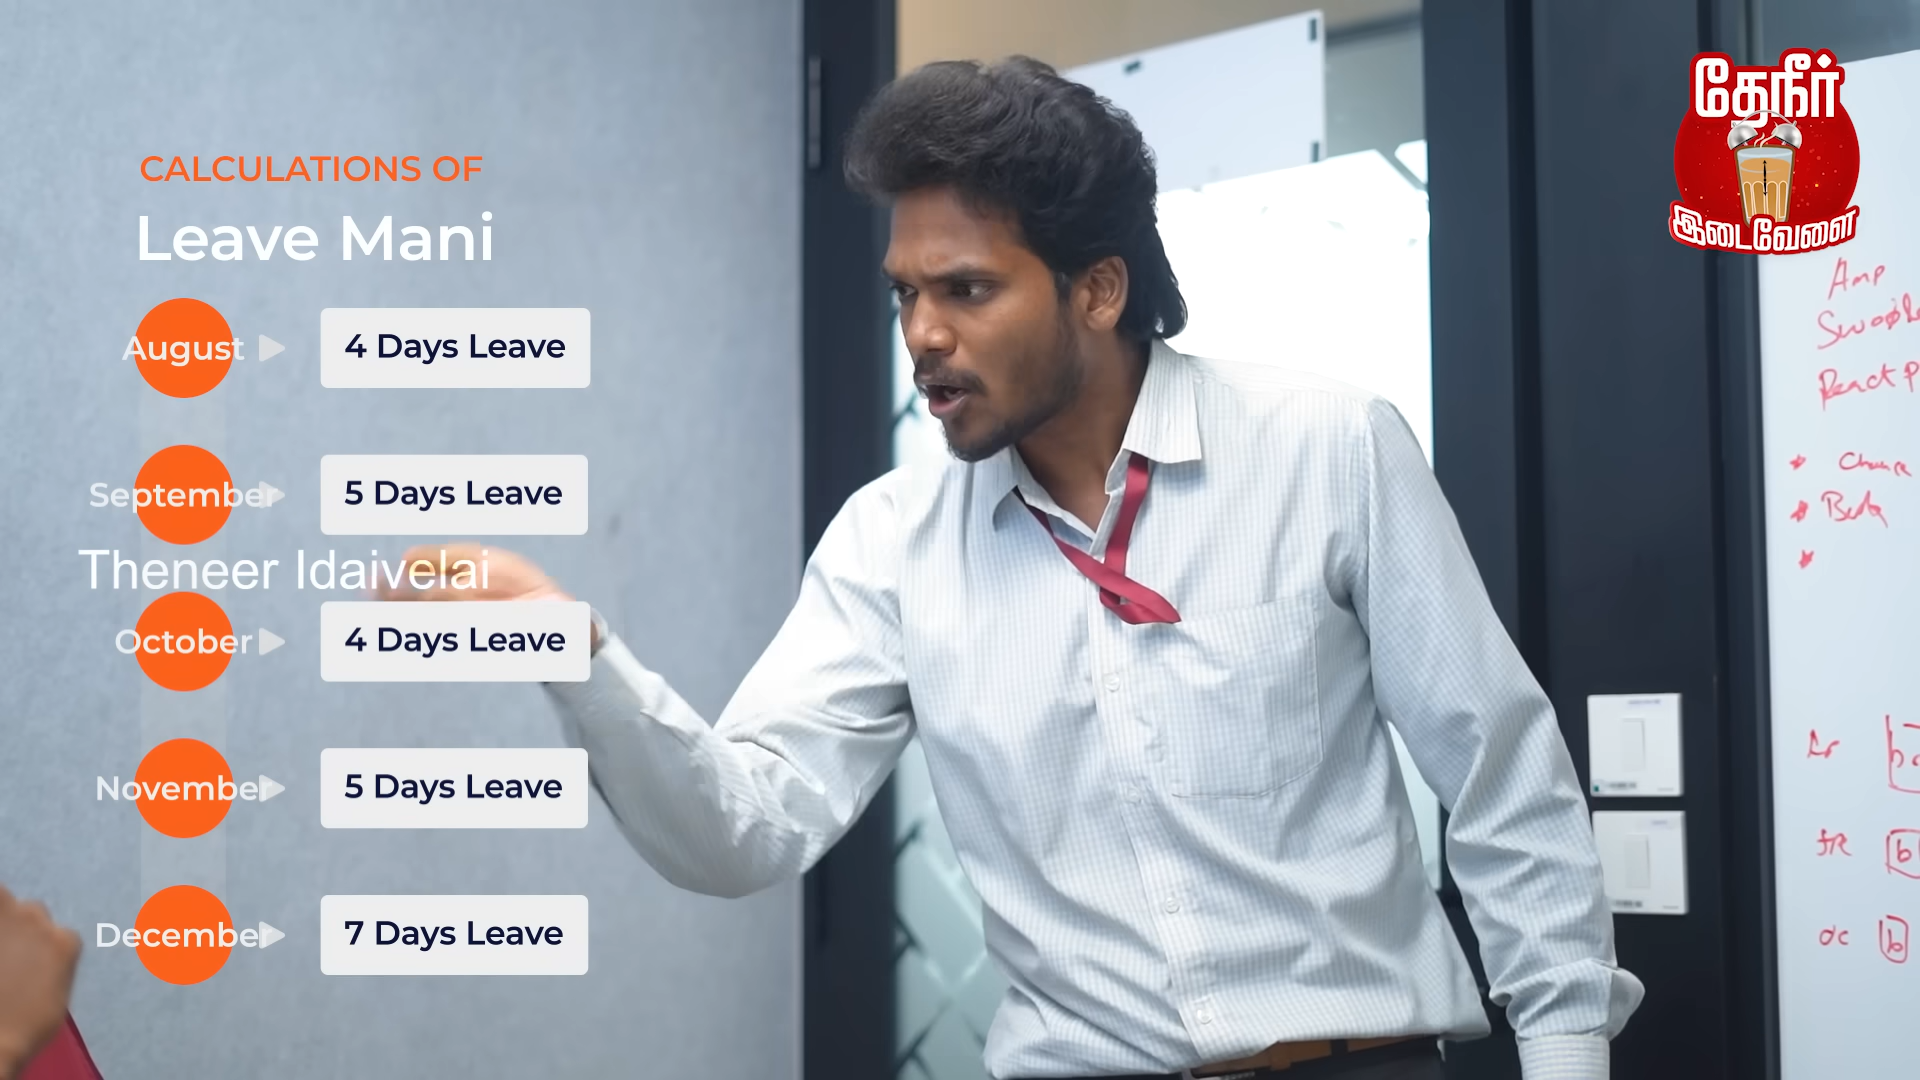 தேநீர்
இடைவேளை
CALCULATIONS OF
Leave Mani
August
4 Days Leave
September
5 Days Leave
Theneer Idaivelai
October
4 Days Leave
November
5 Days Leave
December
7 Days Leave
Amp